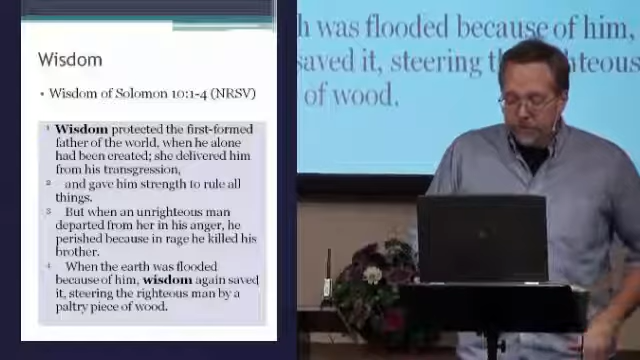 Wisdom
• Wisdom of Solomon 10:1-4 (NRSV)
1 Wisdom protected the first-formed
father of the world, when he alone
had been created; she delivered him
from his transgression,
2 and gave him strength to rule all
things.
3 But when an unrighteous man
departed from her in his anger, he
perished because in rage he killed his
brother.
4 When the earth was flooded
because of him, wisdom again saved
it, steering the righteous man by a
paltry piece of wood.
h was flooded because of him,
saved it, steering th hteous
of wood.